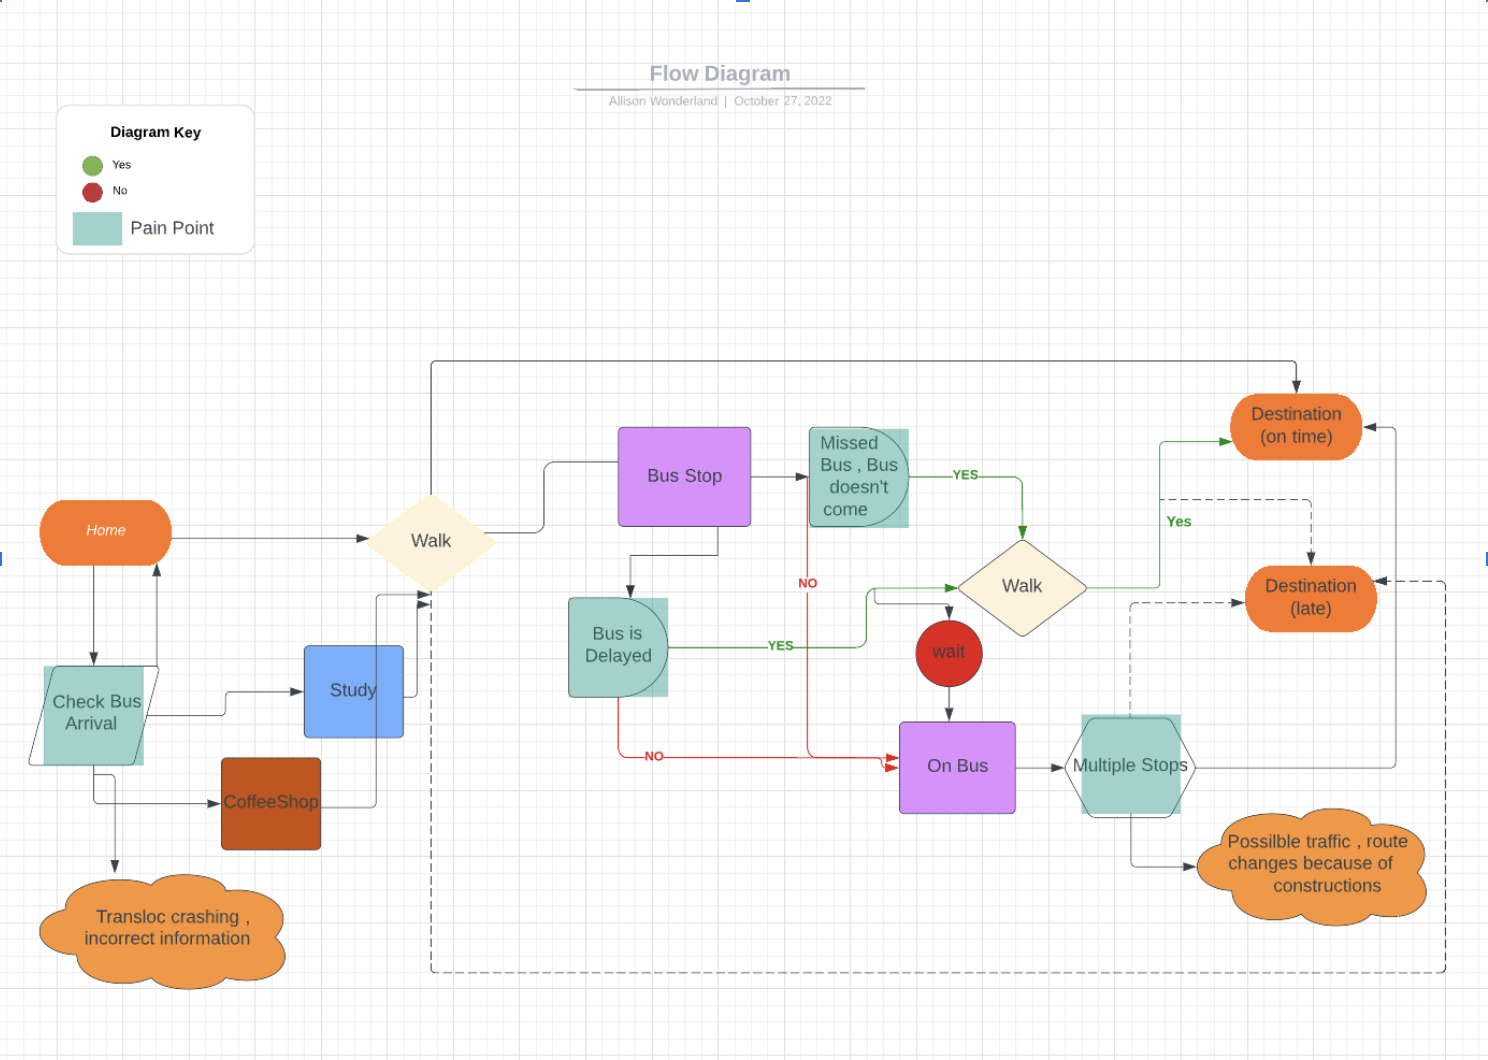 Flow Diagram
Allison Wonderland | October 27, 2022
Diagram Key
Yes
No
Pain Point
Destination
(on time)
Missed
Bus , Bus
doesn't
come
Bus Stop
YES
Yes
Home
Walk
NO
Walk
Destination
(late)
Bus is
Delayed
YES
wait
Check Bus
Arrival
Study
NO
On Bus
Multiple Stops
CoffeeShop
Possilble traffic , route
changes because of
constructions
Transloc crashing ,
incorrect information